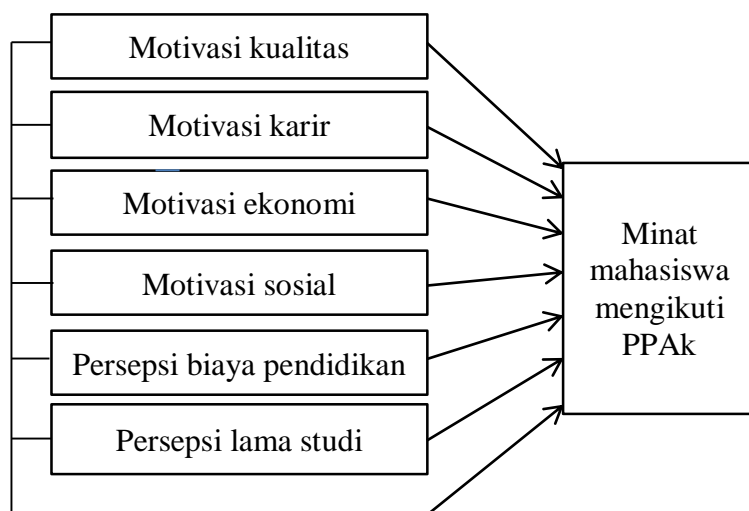 Motivasi kualitas
Motivasi karir
Motivasi ekonomi
Motivasi sosial
Persepsi biaya pendidikan
Persepsi lama studi
Minat
mahasiswa
mengikuti
PPAk